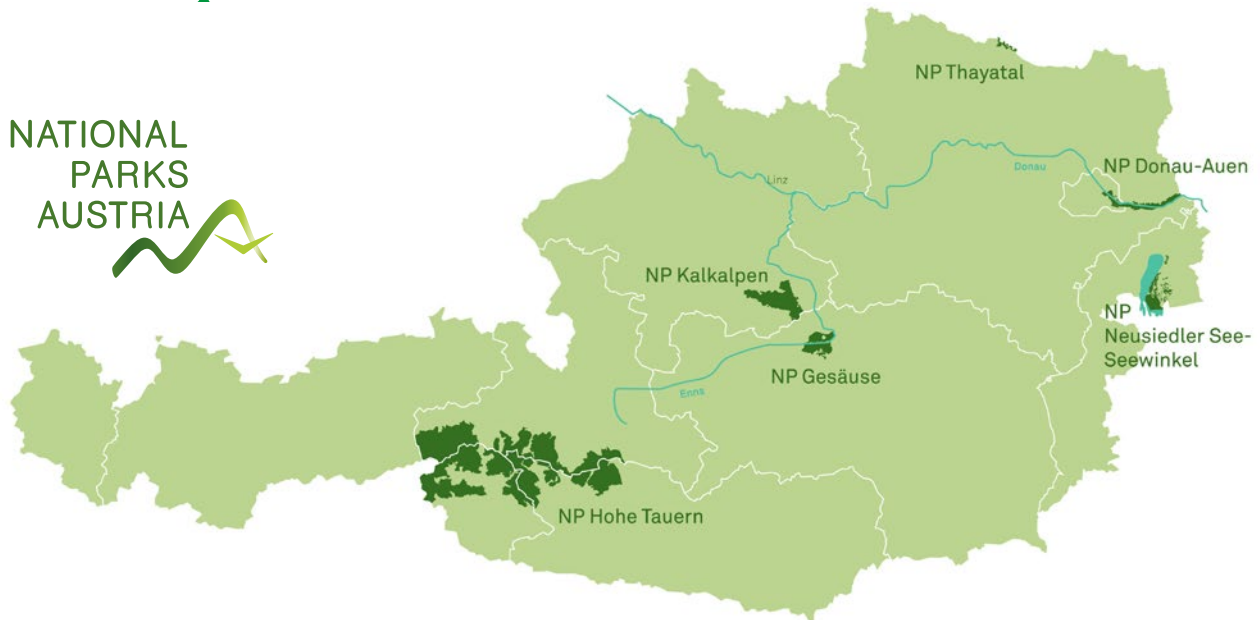 NATIONAL
PARKS
AUSTRIA
NP Thayatal
NP Donau-Auen
Donau
Linz
NP Kalkalpen
NP
Neusiedler See-
Seewinkel
NP Gesäuse
Enns
NP Hohe Tauern